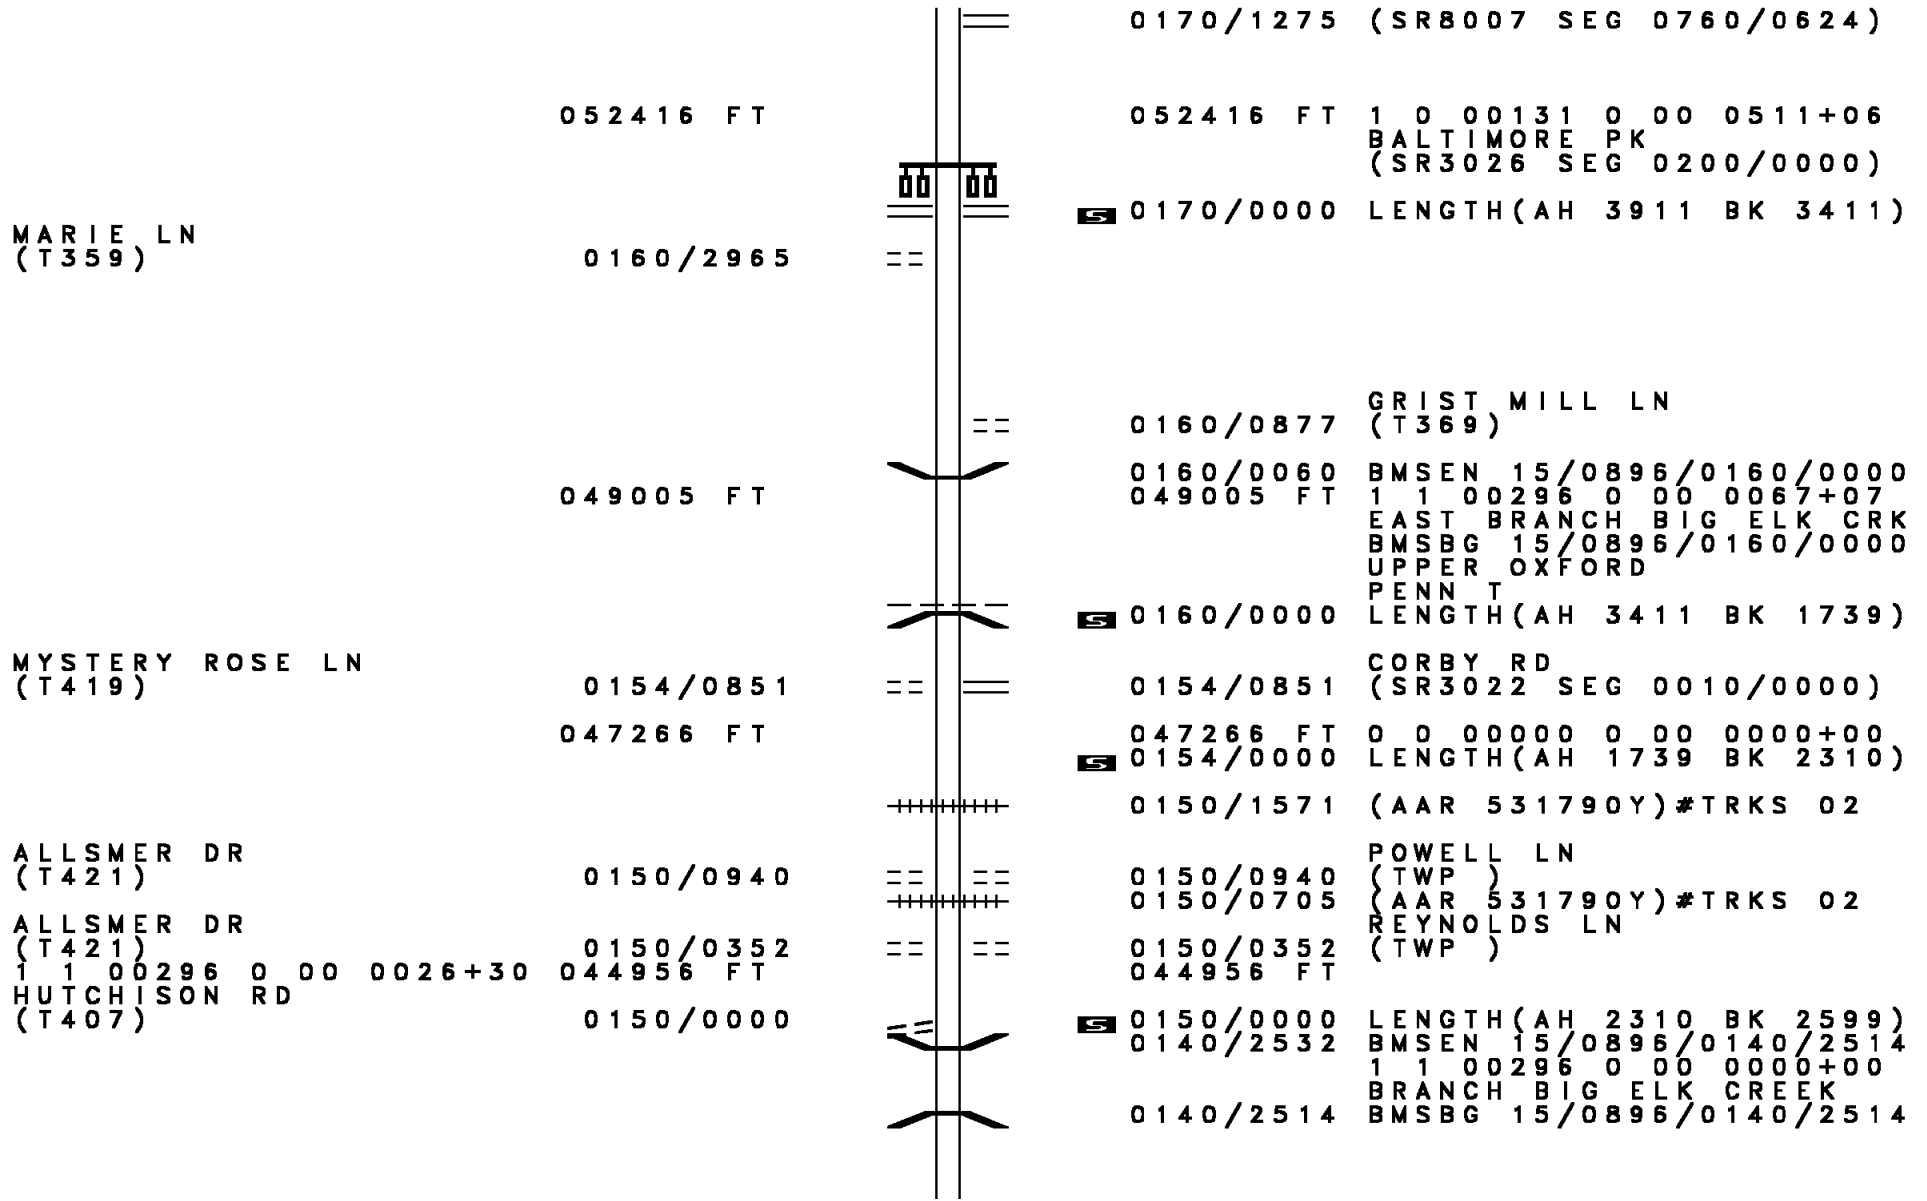 0170/1275 (SR8007 SEG 0760/0624)
052416 FT 052416 FT 1 0 00131 0 00 0511+06
BALTIMORE PK
(SR3026 SEG 0200/0000)
S 0170/0000 LENGTH(AH 3911 BK 3411)
MARIE LN
(T359) 0160/2965
GRIST MILL LN
0160/0877 (T369)
0160/0060 BMSEN 15/0896/0160/0000
049005 FT 049005 FT 1 1 00296 0 00 0067+07
EAST BRANCH BIG ELK CRK
BMSBG 15/0896/0160/0000
UPPER OXFORD
PENN T
S 0160/0000 LENGTH(AH 3411 BK 1739)
MYSTERY ROSE LN CORBY RD
(T419) 0154/0851 0154/0851 (SR3022 SEG 0010/0000)
047266 FT 047266 FT 0 0 00000 0 00 0000+00
S 0154/0000 LENGTH(AH 1739 BK 2310)
0150/1571 (AAR 531790Y)#TRKS 02
ALLSMER DR POWELL LN
(T421) 0150/0940 0150/0940 (TWP )
0150/0705 (AAR 531790Y)#TRKS 02
ALLSMER DR REYNOLDS LN
(T421) 0150/0352 0150/0352 (TWP )
1 1 00296 0 00 0026+30 044956 FT 044956 FT
HUTCHISON RD
(T407) 0150/0000 S 0150/0000 LENGTH(AH 2310 BK 2599)
0140/2532 BMSEN 15/0896/0140/2514
1 1 00296 0 00 0000+00
BRANCH BIG ELK CREEK
0140/2514 BMSBG 15/0896/0140/2514